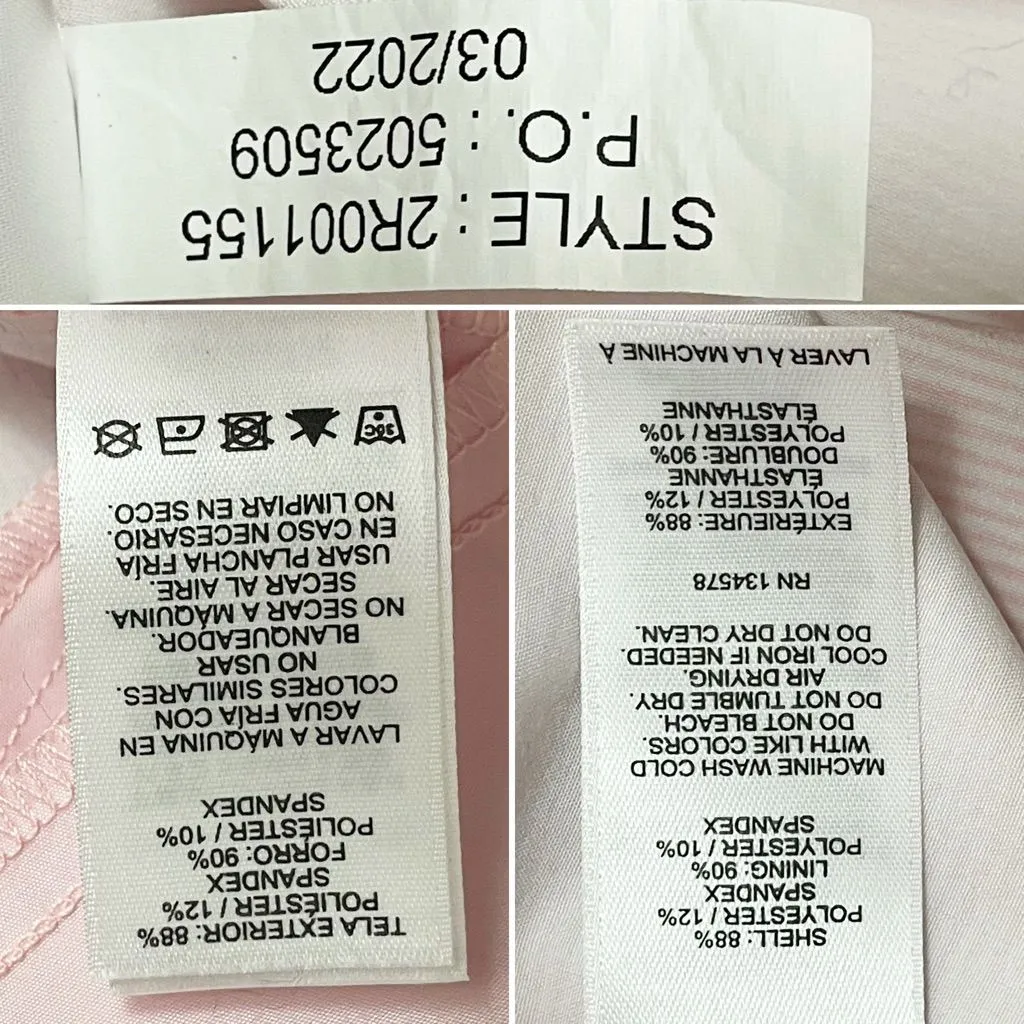 STYLE : 2R001155
P.O. : 5023509
03/2022
TELA EXTERIOR: 88%
POLIÉSTER / 12%
SPANDEX
FORRO: 90%
POLIÉSTER / 10%
SPANDEX
LAVAR A MÁQUINA EN
AGUA FRÍA CON
COLORES SIMILARES.
NO USAR
BLANQUEADOR.
NO SECAR A MÁQUINA.
SECAR AL AIRE.
USAR PLANCHA FRÍA
EN CASO NECESARIO.
NO LIMPIAR EN SECO.
30C
SHELL: 88%
POLYESTER / 12%
SPANDEX
LINING: 90%
POLYESTER / 10%
SPANDEX
MACHINE WASH COLD
WITH LIKE COLORS.
DO NOT BLEACH.
DO NOT TUMBLE DRY.
AIR DRYING.
COOL IRON IF NEEDED.
DO NOT DRY CLEAN.
RN 134578
EXTÉRIEURE: 88%
POLYESTER / 12%
ÉLASTHANNE
DOUBLURE: 90%
POLYESTER / 10%
ÉLASTHANNE
LAVER À LA MACHINE À